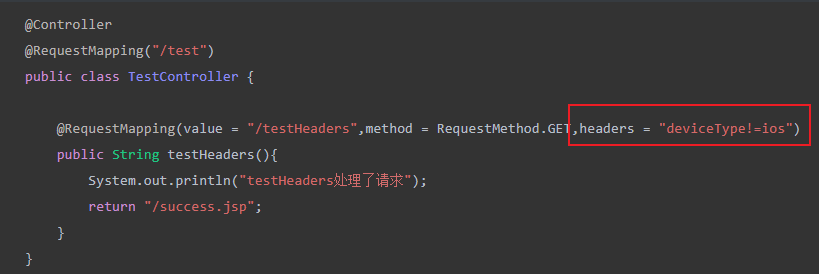 @Controller
@RequestMapping("/test")
public class TestController {
@RequestMapping(value = "/testHeaders",method = RequestMethod.GET,headers = "deviceType!=ios")
public String testHeaders(){
System.out.println("testHeaders处理了请求");
return "/success.jsp";
}
}